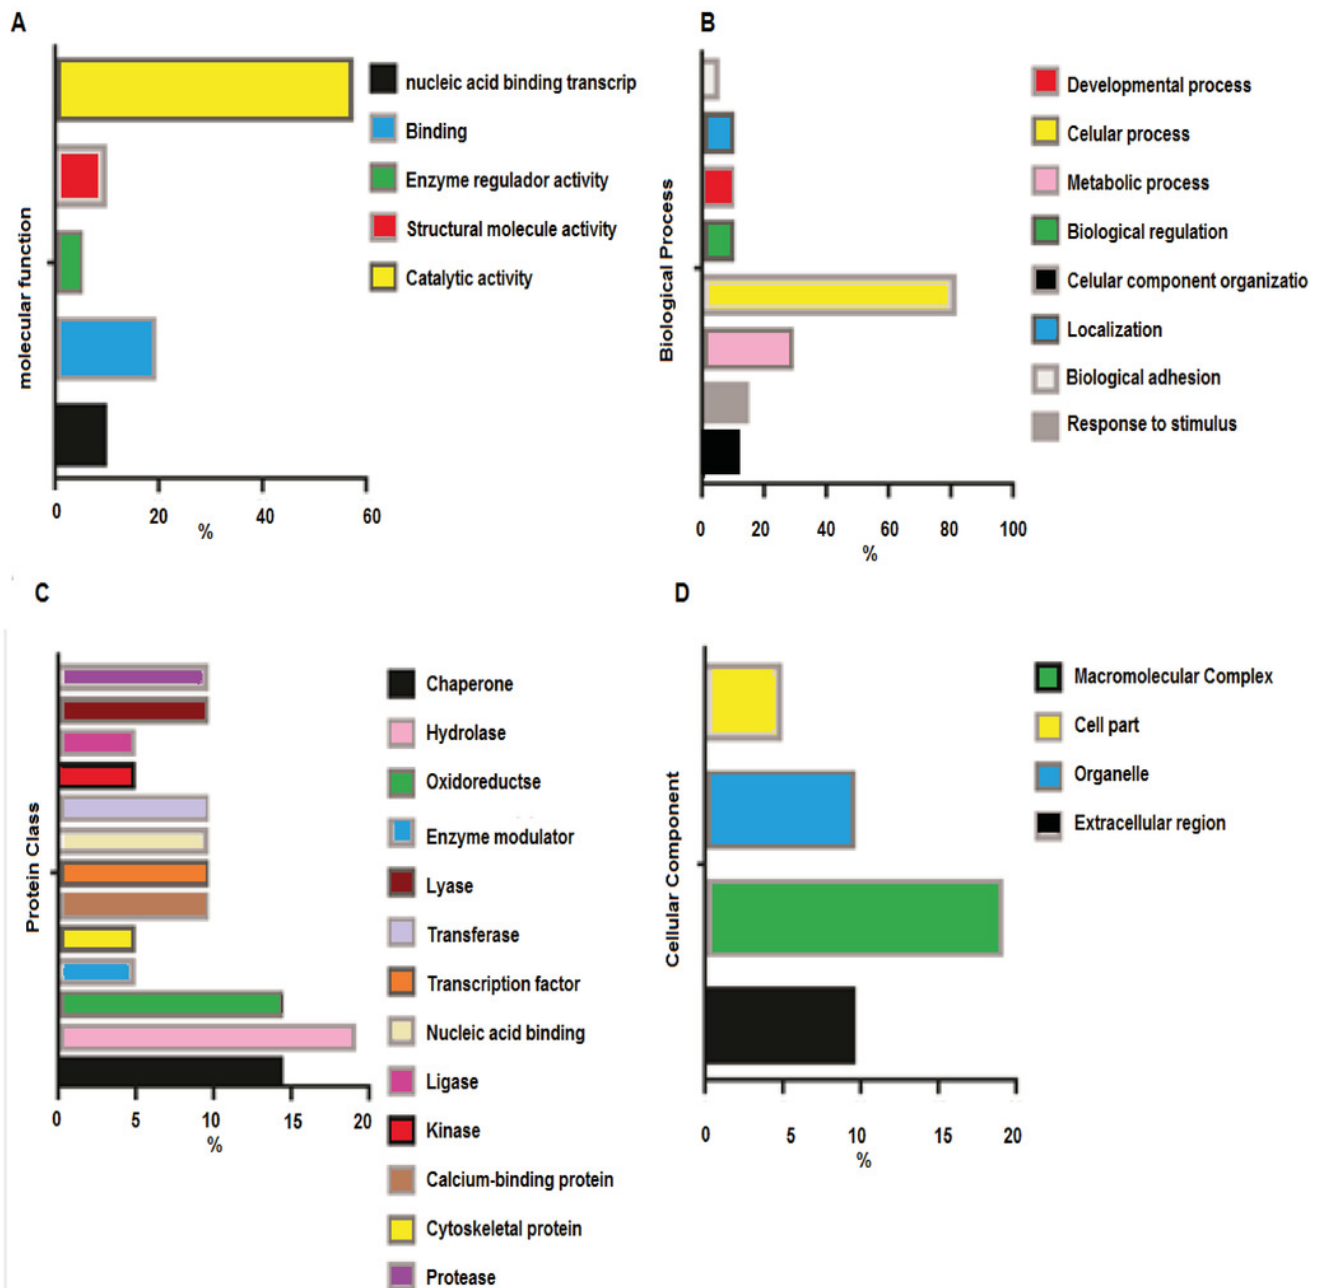 A
molecular function
0 20 40 60
%
nucleic acid binding transcrip
Binding
Enzyme regulador activity
Structural molecule activity
Catalytic activity
B
Biological Process
0 20 40 60 80 100
%
Developmental process
Cellular process
Metabolic process
Biological regulation
Cellular component organizatio
Localization
Biological adhesion
Response to stimulus
C
Protein Class
0 5 10 15 20
%
Chaperone
Hydrolase
Oxidoreductse
Enzyme modulator
Lyase
Transferase
Transcription factor
Nucleic acid binding
Ligase
Kinase
Calcium-binding protein
Cytoskeletal protein
Protease
D
Cellular Component
0 5 10 15 20
%
Macromolecular Complex
Cell part
Organelle
Extracellular region